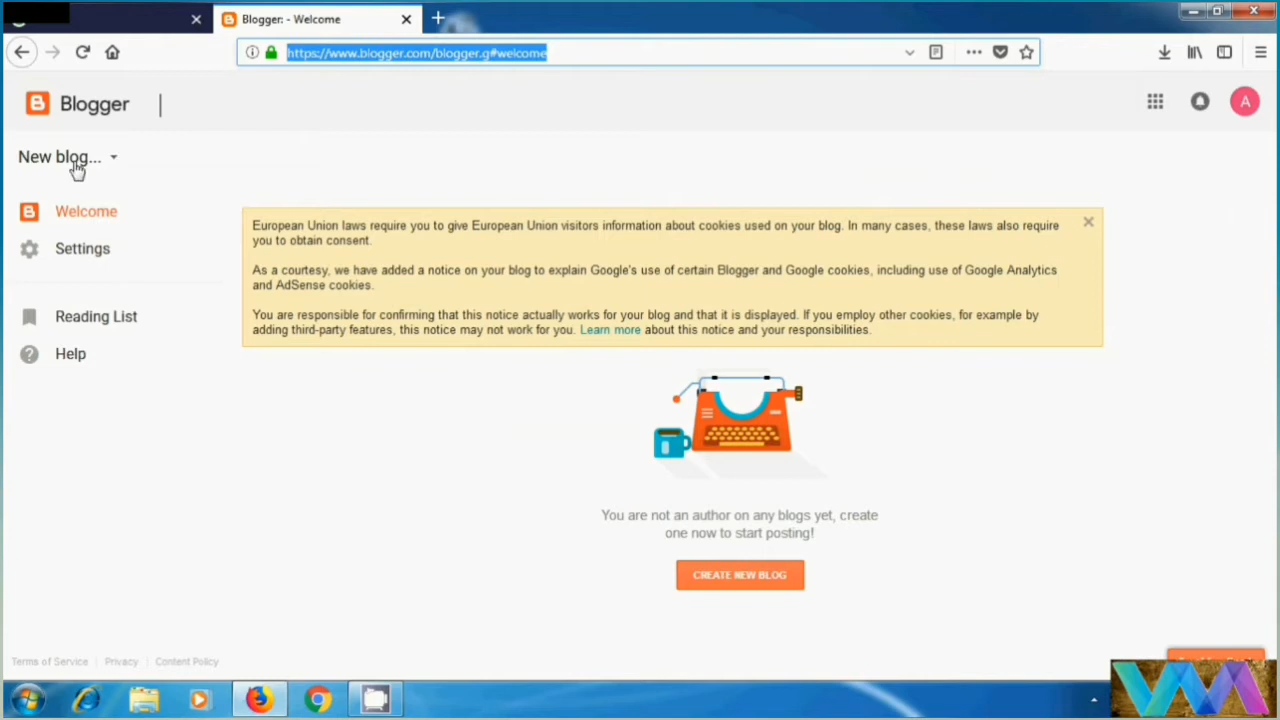 Blogger: - Welcome
https://www.blogger.com/blogger.g#welcome
Blogger
A
New blog...
Welcome
Settings
Reading List
Help
European Union laws require you to give European Union visitors information about cookies used on your blog. In many cases, these laws also require
you to obtain consent.
As a courtesy, we have added a notice on your blog to explain Google's use of certain Blogger and Google cookies, including use of Google Analytics
and AdSense cookies.
You are responsible for confirming that this notice actually works for your blog and that it is displayed. If you employ other cookies, for example by
adding third-party features, this notice may not work for you. Learn more about this notice and your responsibilities.
You are not an author on any blogs yet, create
one now to start posting!
CREATE NEW BLOG
Terms of Service
Privacy
Content Policy